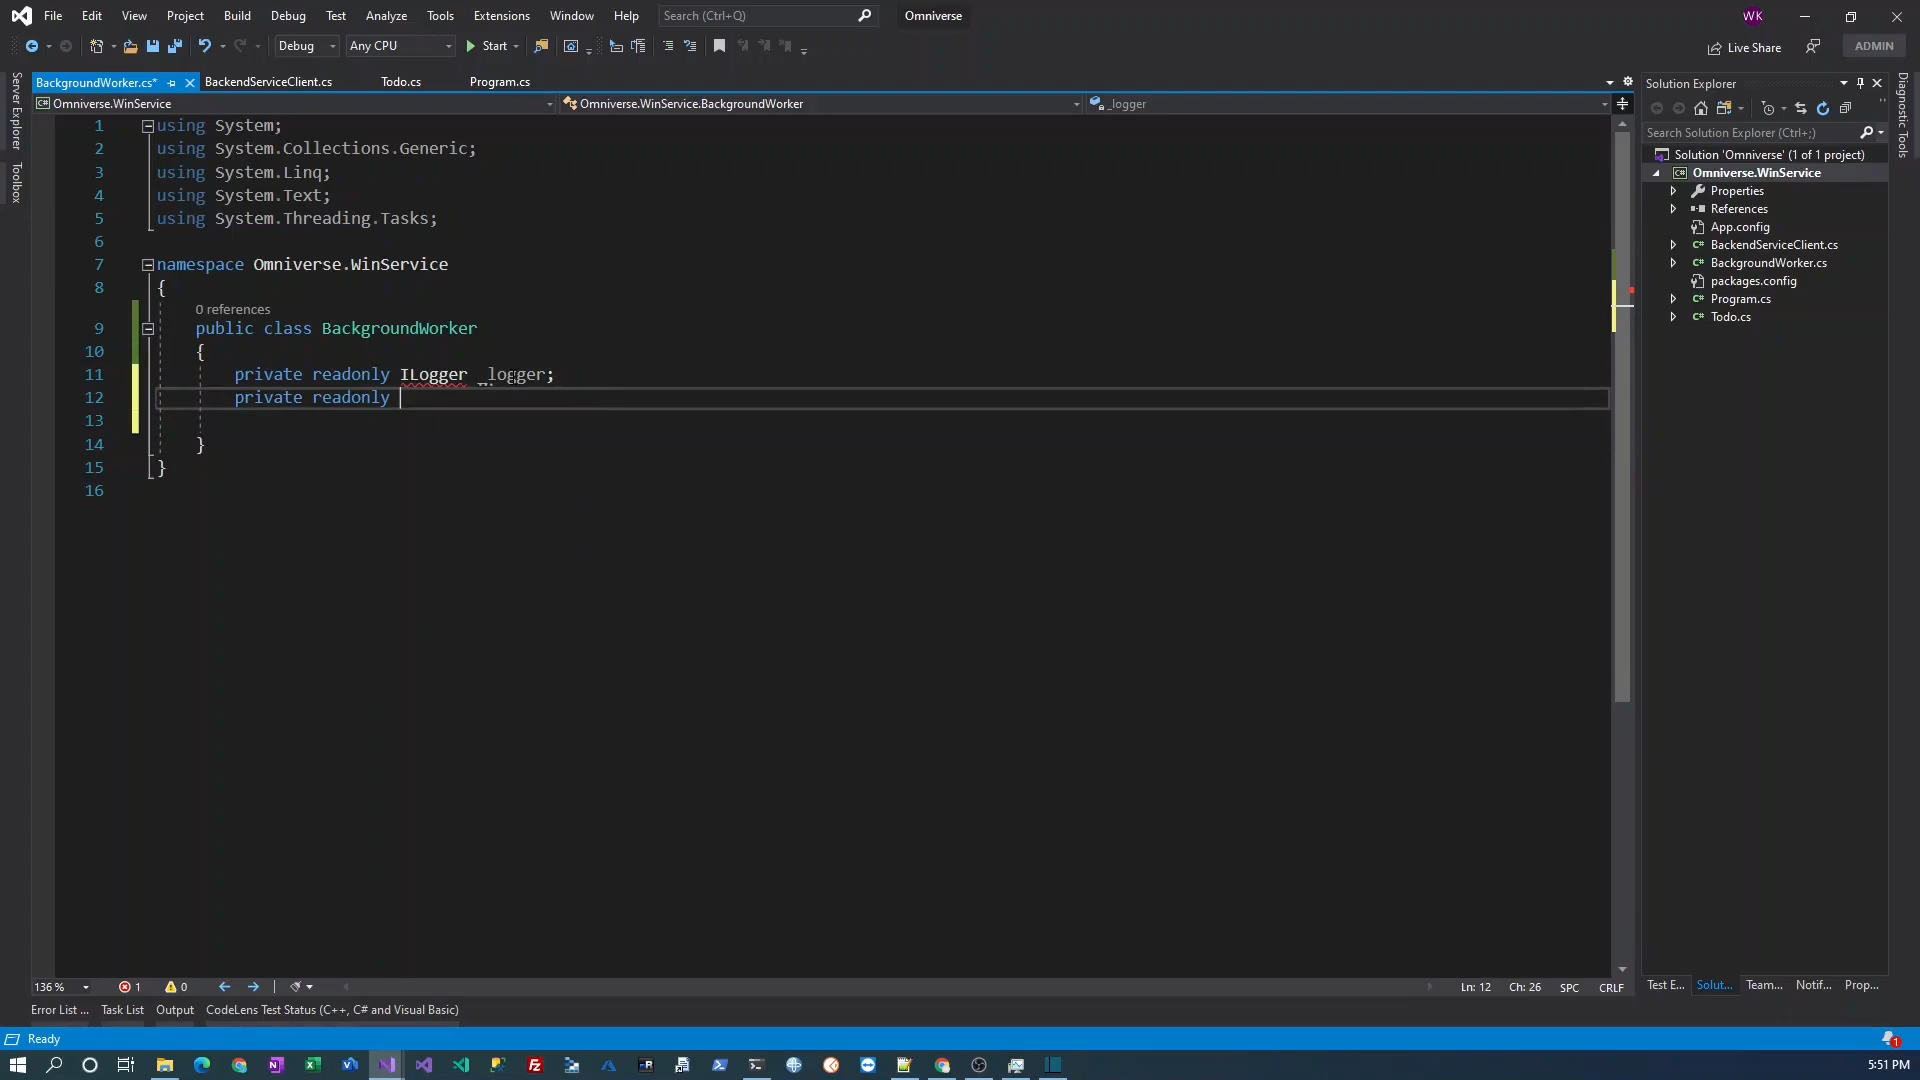 File Edit View Project Build Debug Test Analyze Tools Extensions Window Help Search (Ctrl+Q) Omniverse WK
Debug Any CPU Start Live Share ADMIN
BackgroundWorker.cs* BackendServiceClient.cs Todo.cs Program.cs
Omniverse.WinService Omniverse.WinService.BackgroundWorker _logger
Server Explorer
Toolbox
1 using System;
2 using System.Collections.Generic;
3 using System.Linq;
4 using System.Text;
5 using System.Threading.Tasks;
6
7 namespace Omniverse.WinService
8 {
0 references
9 public class BackgroundWorker
10 {
11 private readonly ILogger _logger;
12 private readonly
13
14 }
15 }
16
Solution Explorer
Search Solution Explorer (Ctrl+;)
Solution 'Omniverse' (1 of 1 project)
C# Omniverse.WinService
Properties
References
App.config
C# BackendServiceClient.cs
C# BackgroundWorker.cs
packages.config
C# Program.cs
C# Todo.cs
Diagnostic Tools
136 % 1 0 Ln: 12 Ch: 26 SPC CRLF
Test E... Solut... Team... Notif... Prop...
Error List ... Task List Output CodeLens Test Status (C++, C# and Visual Basic)
Ready 1
5:51 PM